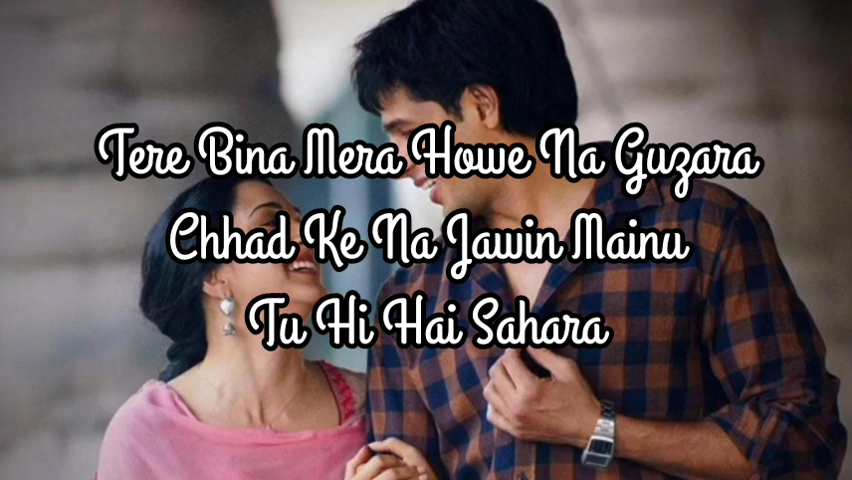 Tere Bina Mera Howe Na Guzara
Chhad Ke Na Jawin Mainu
Tu Hi Hai Sahara